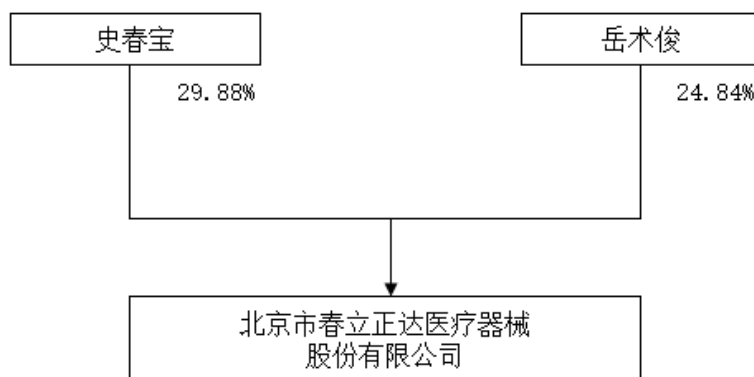 史春宝
岳术俊
29.88%
24.84%
北京市春立正达医疗器械
股份有限公司